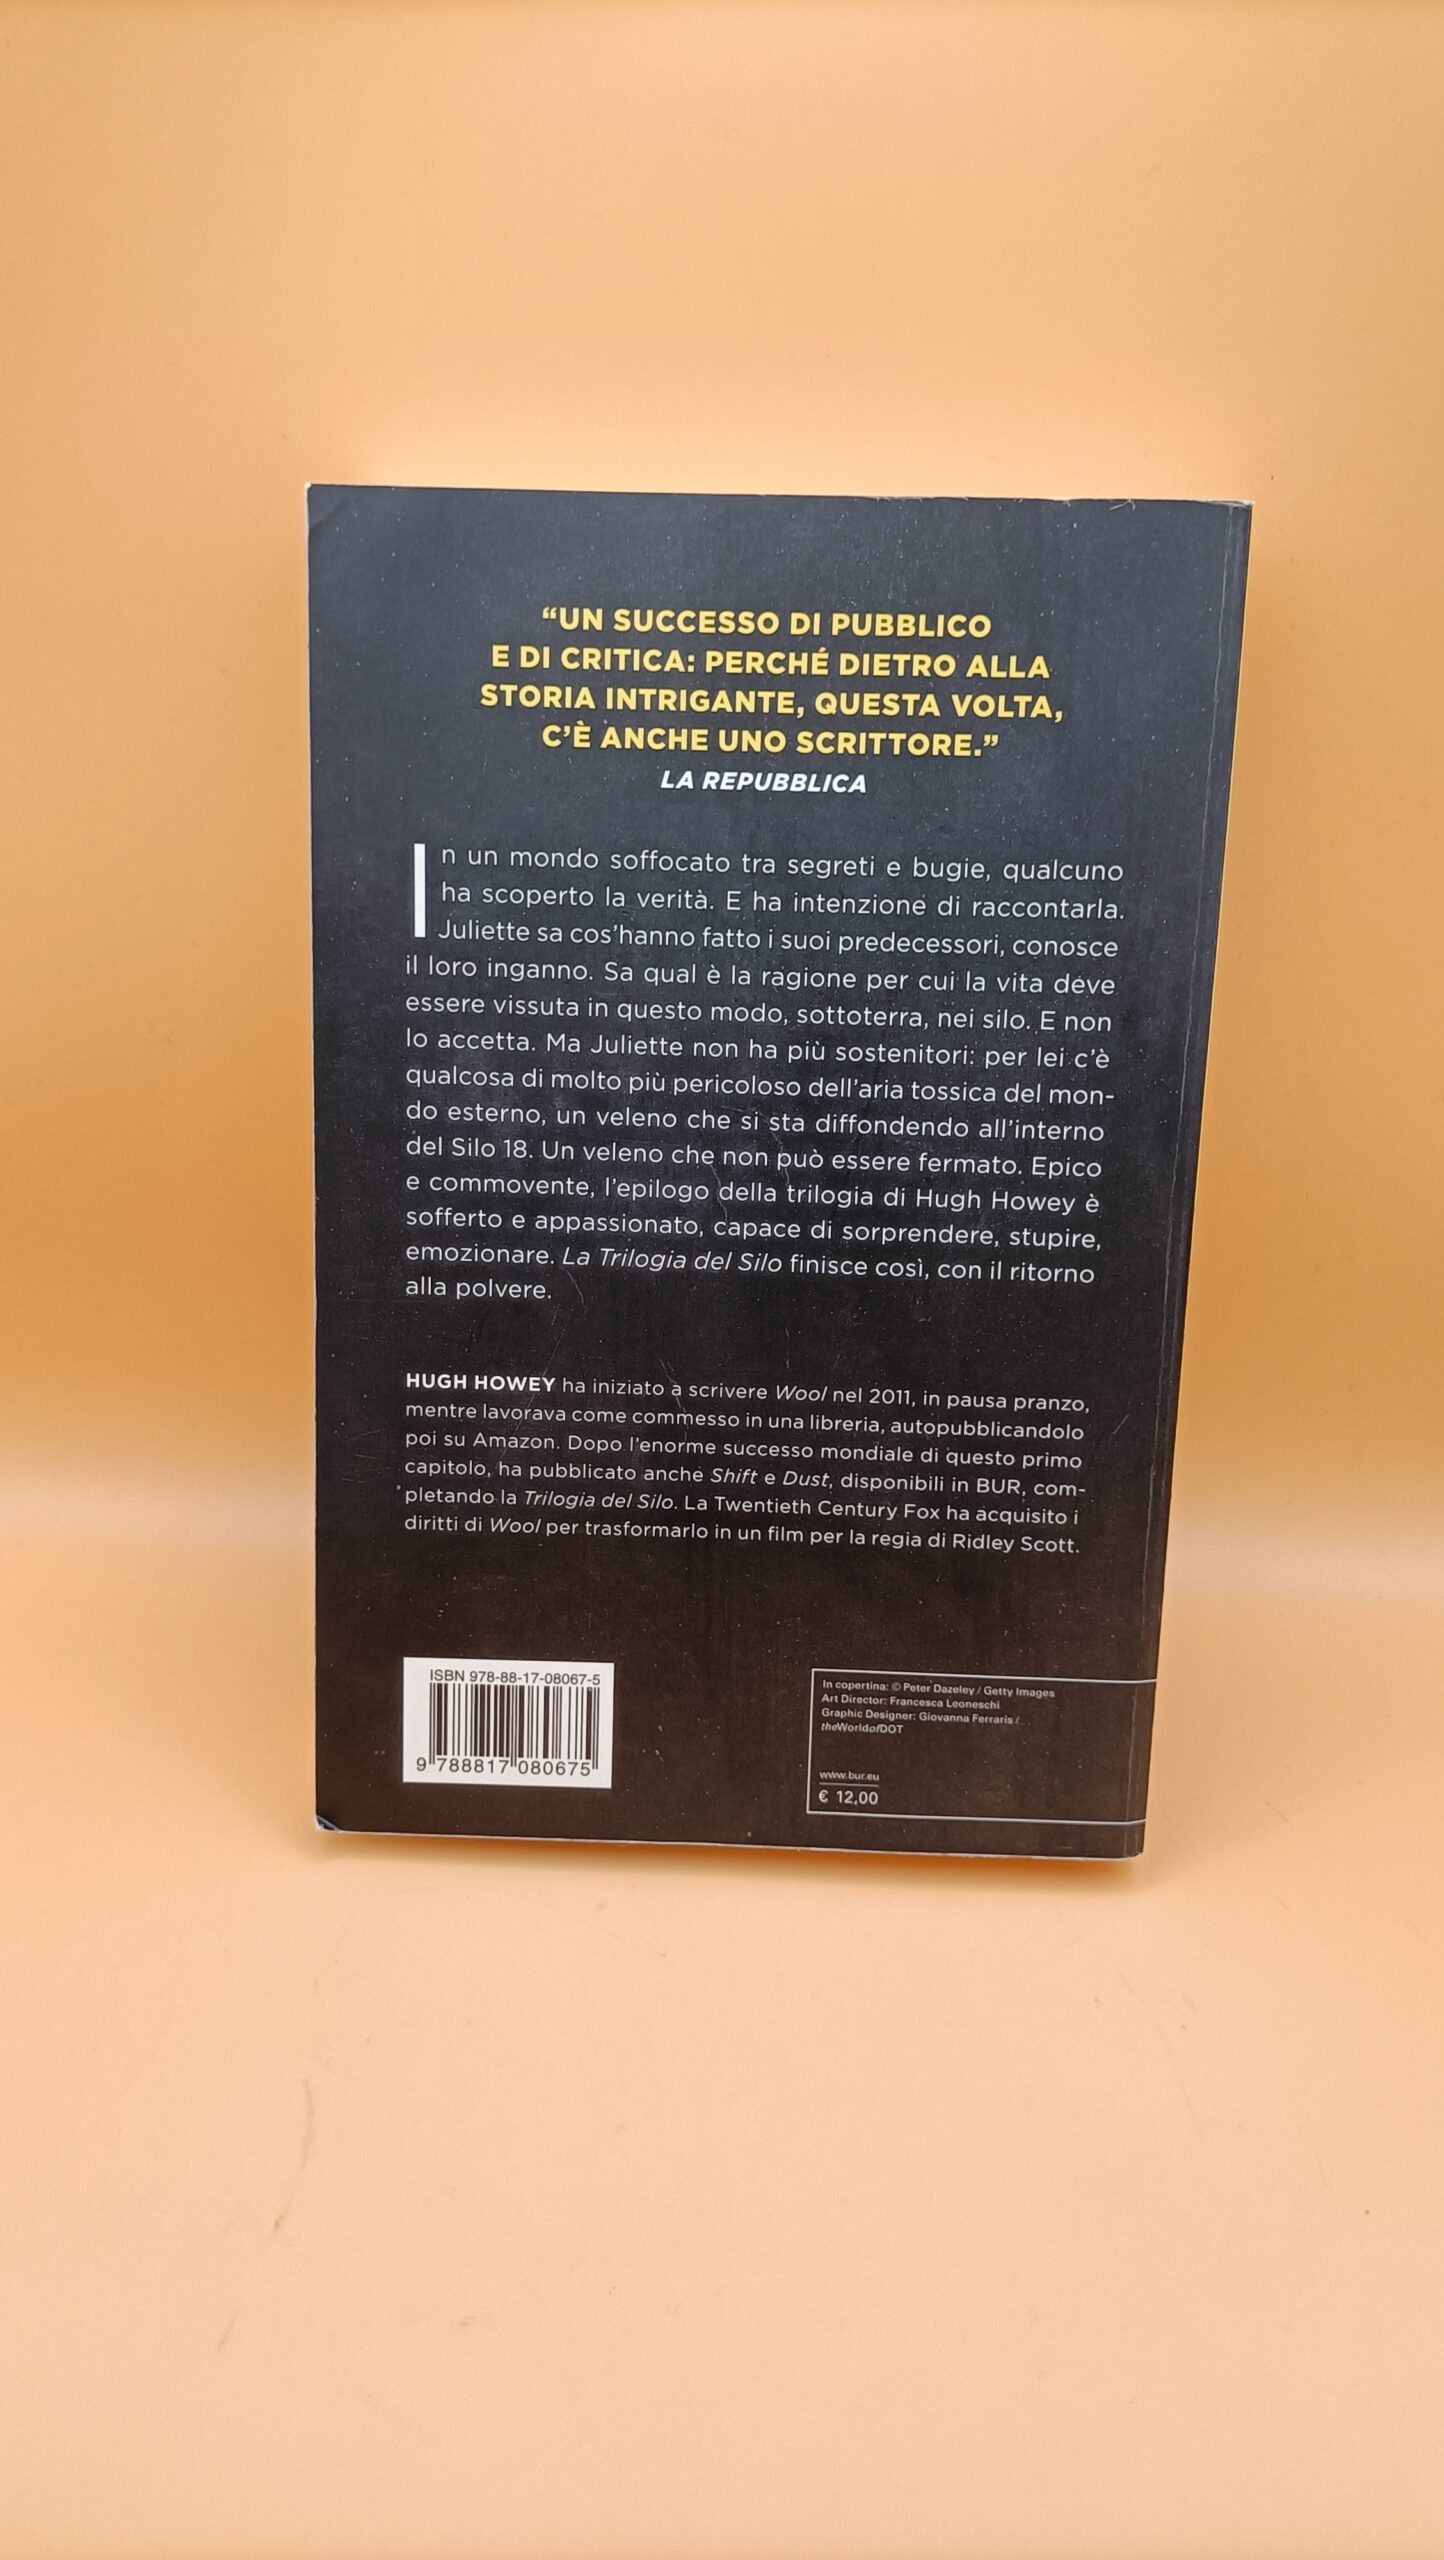 “UN SUCCESSO DI PUBBLICO
E DI CRITICA: PERCHÉ DIETRO ALLA
STORIA INTRIGANTE, QUESTA VOLTA,
C’È ANCHE UNO SCRITTORE.”
LA REPUBBLICA
In un mondo soffocato tra segreti e bugie, qualcuno
ha scoperto la verità. E ha intenzione di raccontarla.
Juliette sa cos’hanno fatto i suoi predecessori, conosce
il loro inganno. Sa qual è la ragione per cui la vita deve
essere vissuta in questo modo, sottoterra, nei silo. E non
lo accetta. Ma Juliette non ha più sostenitori: per lei c’è
qualcosa di molto più pericoloso dell’aria tossica del mon-
do esterno, un veleno che si sta diffondendo all’interno
del Silo 18. Un veleno che non può essere fermato. Epico
e commovente, l’epilogo della trilogia di Hugh Howey è
sofferto e appassionato, capace di sorprendere, stupire,
emozionare. La Trilogia del Silo finisce così, con il ritorno
alla polvere.
HUGH HOWEY ha iniziato a scrivere Wool nel 2011, in pausa pranzo,
mentre lavorava come commesso in una libreria, autopubblicandolo
poi su Amazon. Dopo l’enorme successo mondiale di questo primo
capitolo, ha pubblicato anche Shift e Dust, disponibili in BUR, com-
pletando la Trilogia del Silo. La Twentieth Century Fox ha acquisito i
diritti di Wool per trasformarlo in un film per la regia di Ridley Scott.
ISBN 978-88-17-08067-5
9 788817 080675
In copertina: © Peter Dazeley / Getty Images
Art Director: Francesca Leoneschi
Graphic Designer: Giovanna Ferraris /
theWorldofDOT
www.bur.eu
€ 12,00